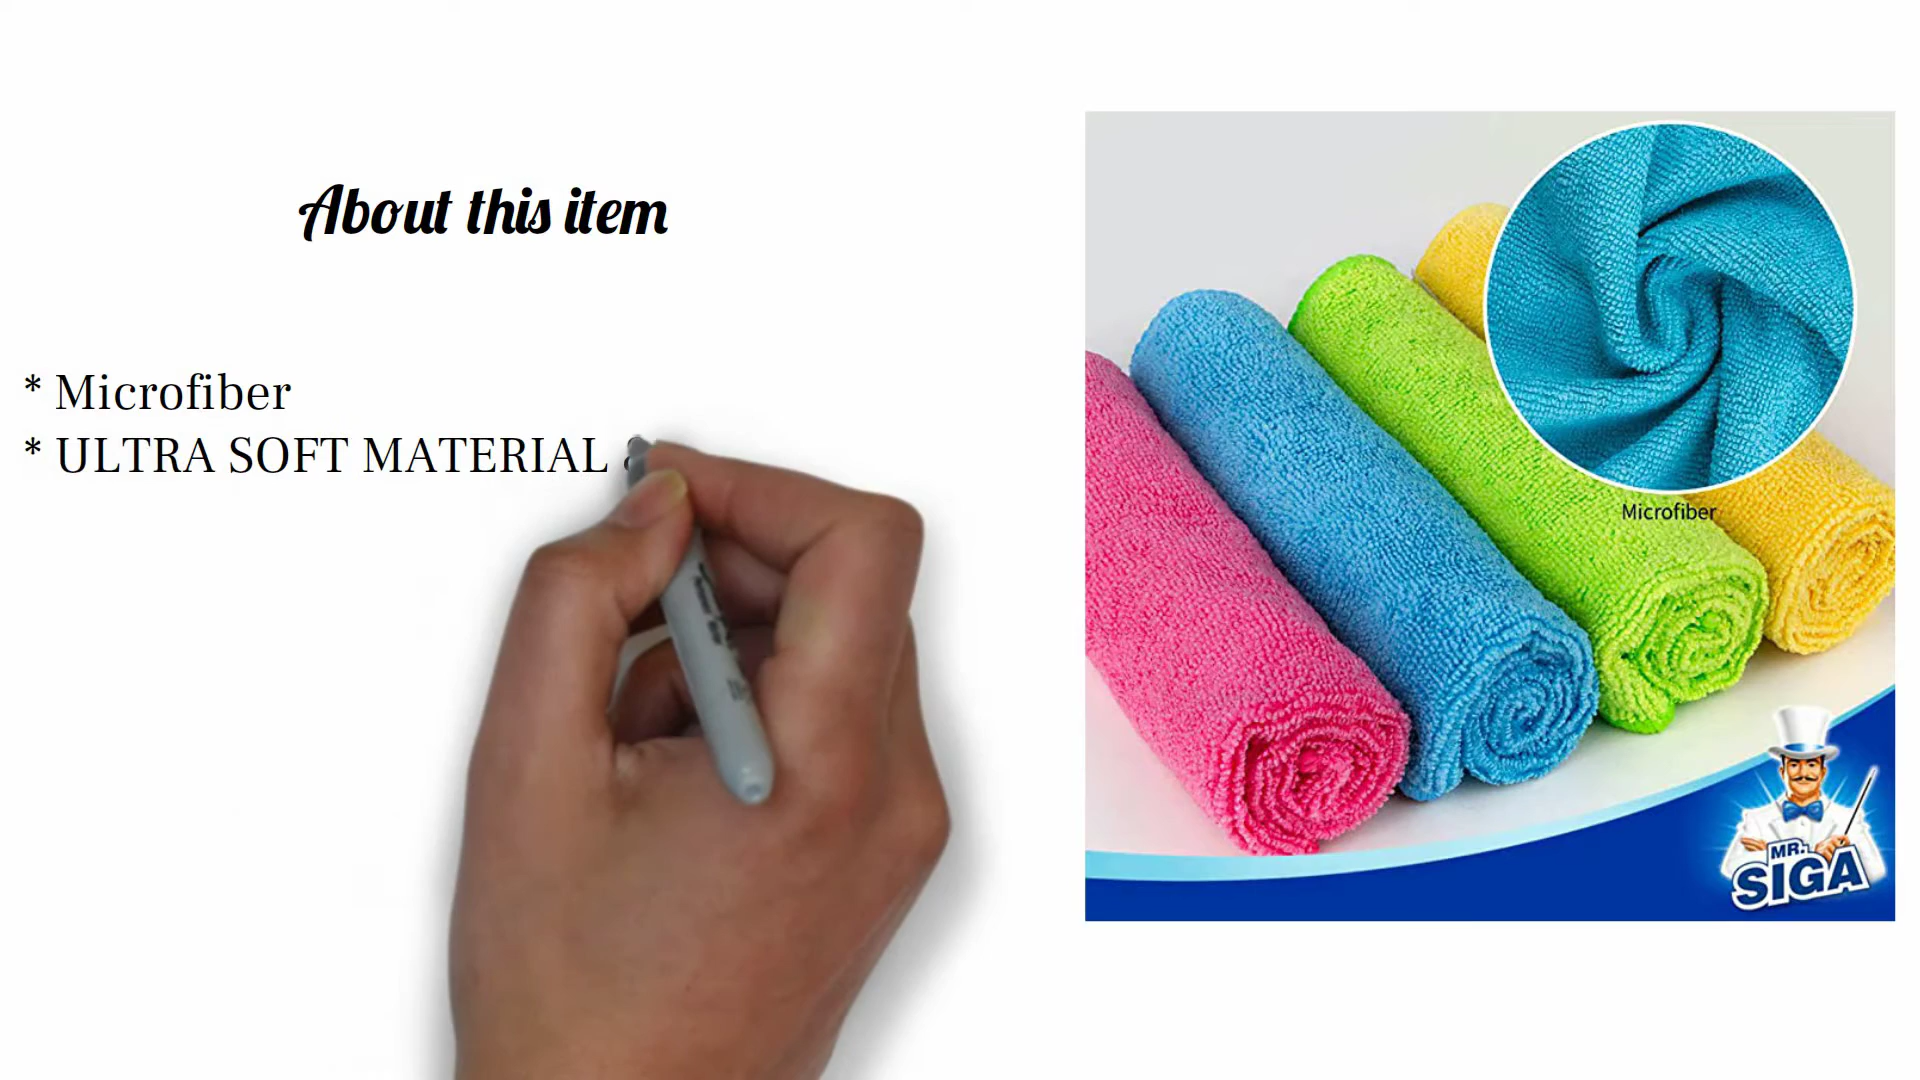 About this item
* Microfiber
* ULTRA SOFT MATERIAL
Microfiber
MR.
SIGA